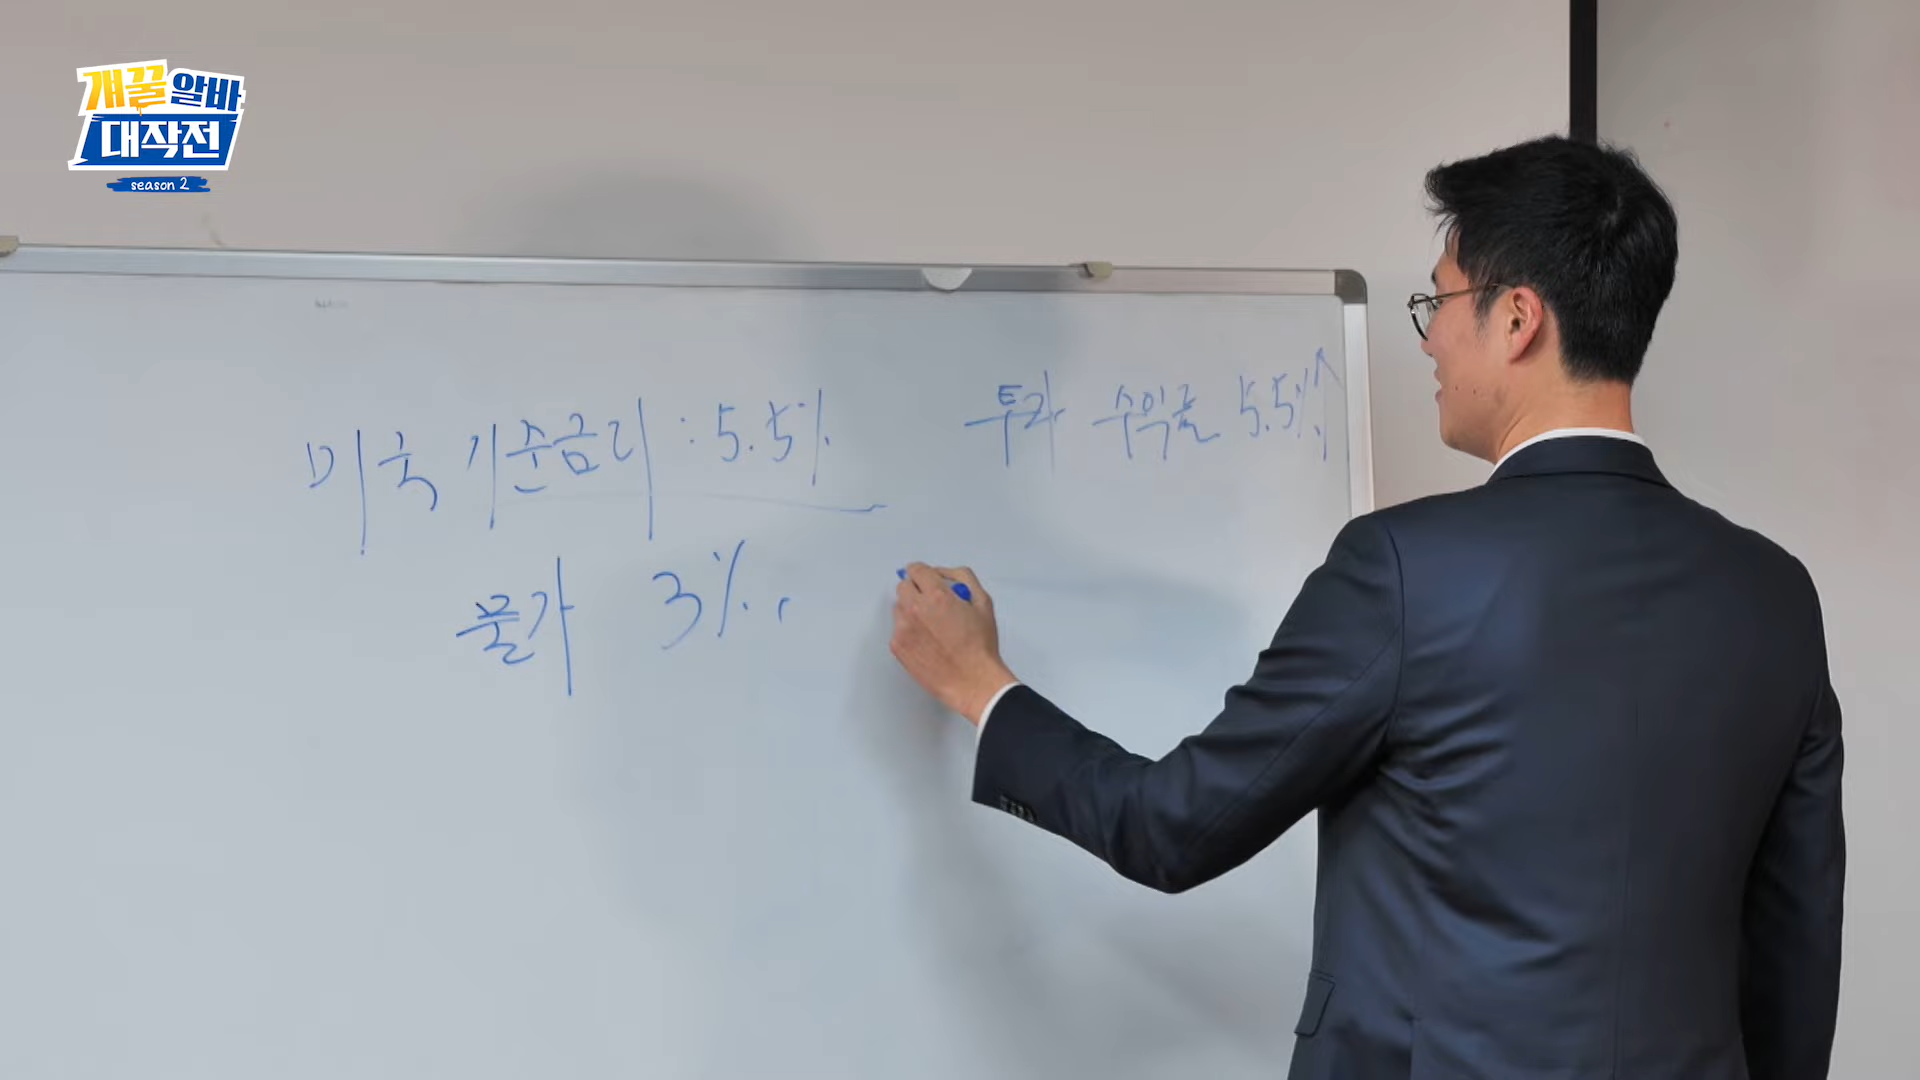 개꿀알바
대작전
season 2
미국 기준금리 : 5.5%
투자 수익률 5.5%↑
물가 3%